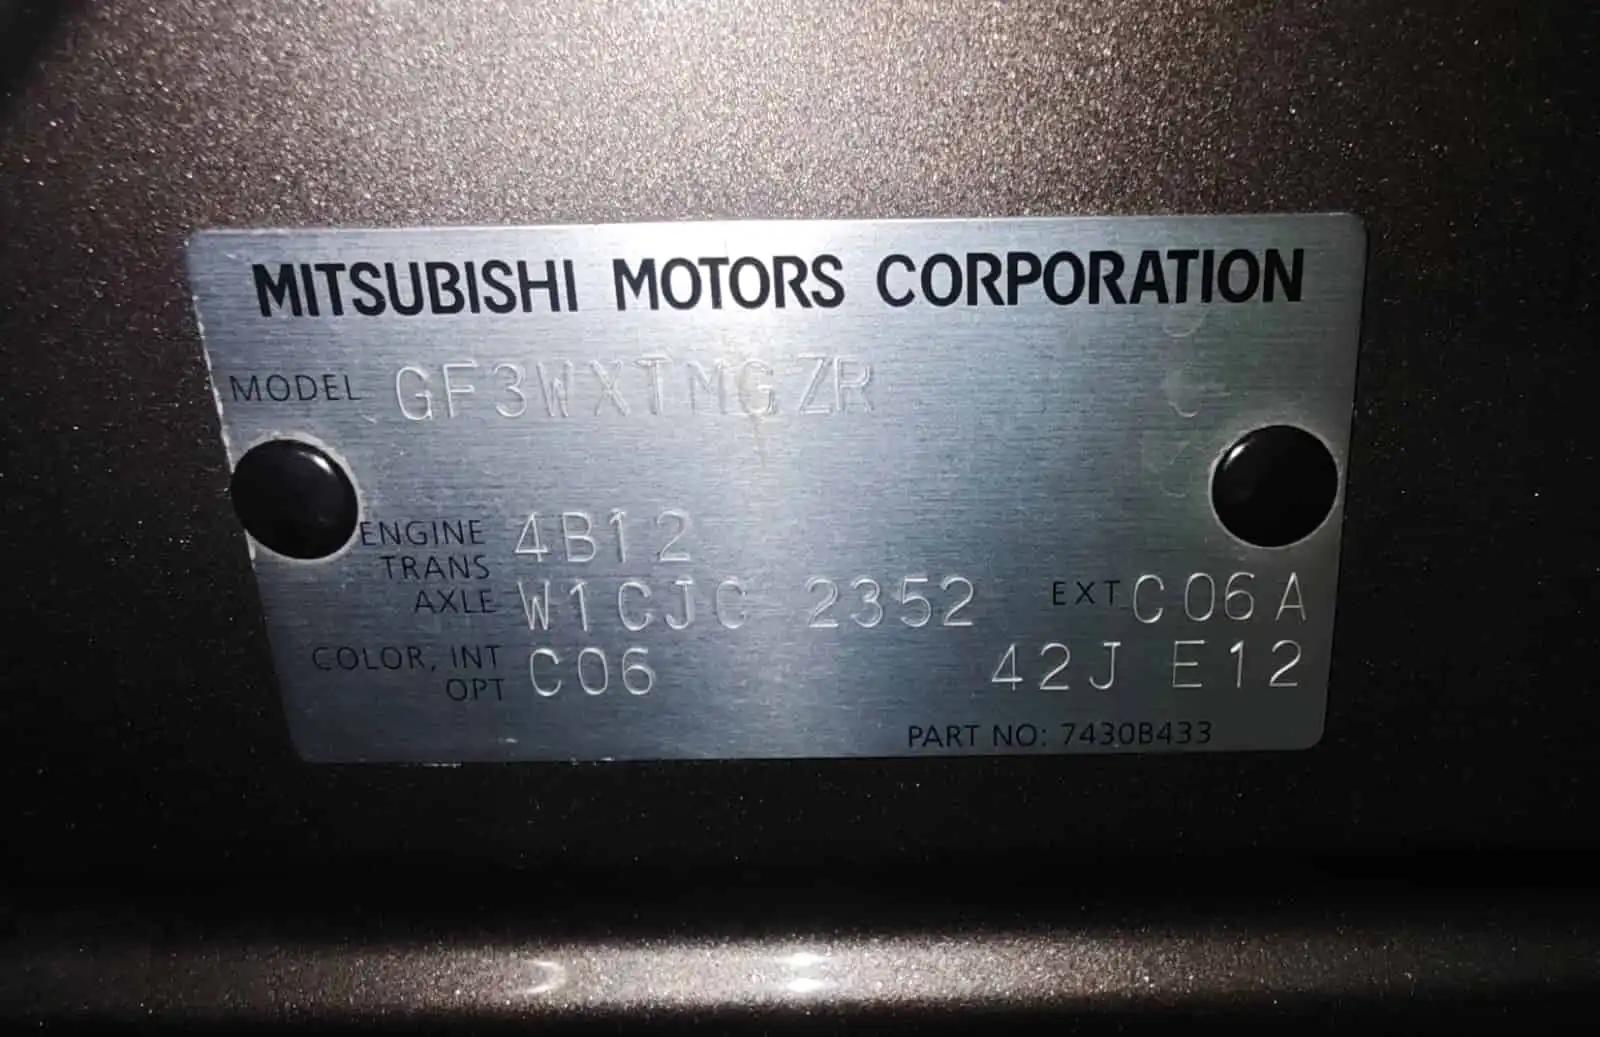 MITSUBISHI MOTORS CORPORATION
MODEL GF3WXTMGZR
ENGINE 4B12
TRANS
AXLE W1CJC 2352 EXT C06A
COLOR, INT C06 42J E12
OPT
PART NO: 7430B433